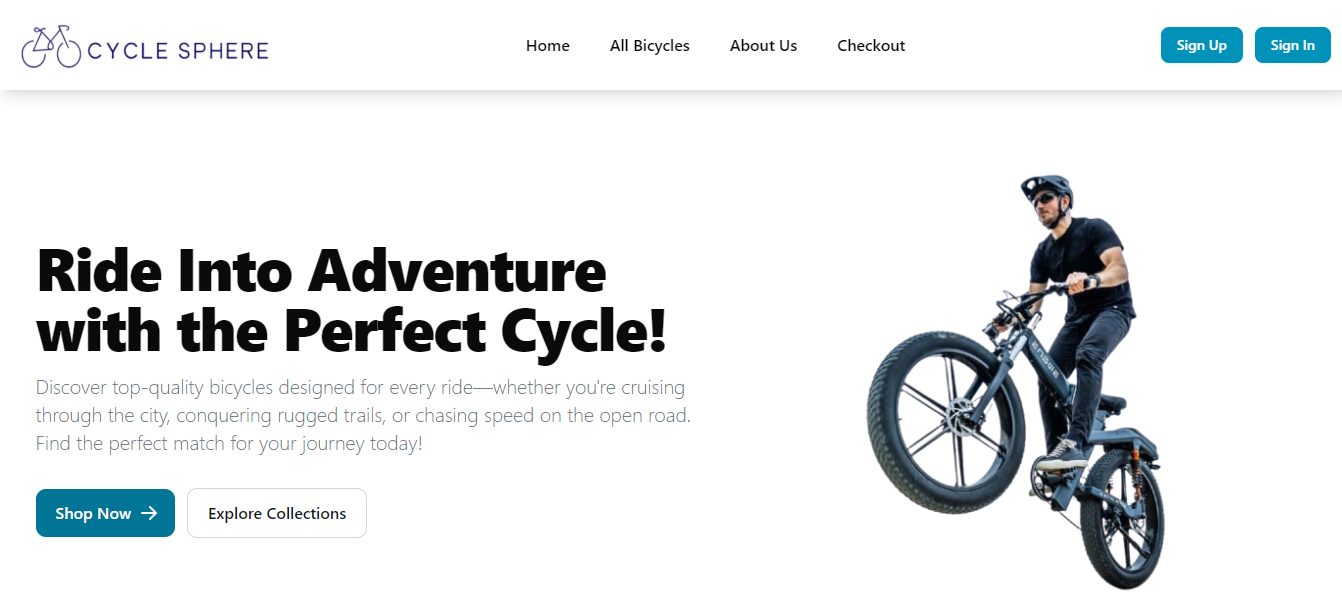 CYCLE SPHERE
Home
All Bicycles
About Us
Checkout
Sign Up
Sign In
Ride Into Adventure
with the Perfect Cycle!
Discover top-quality bicycles designed for every ride—whether you're cruising
through the city, conquering rugged trails, or chasing speed on the open road.
Find the perfect match for your journey today!
Shop Now
Explore Collections
ENGWE